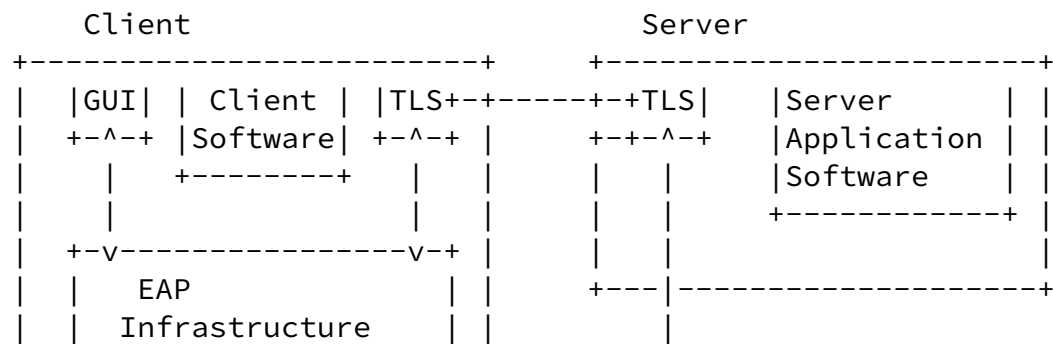 Client                         Server
+-------------------------+     +------------------------+
|  |GUI| | Client | |TLS+-+-----+-+TLS|   |Server      | |
|  +-^-+ |Software| +-^-+ |     +-+-^-+   |Application | |
|    |   +--------+   |   |     |   |     |Software    | |
|    |                |   |     |   |     +------------+ |
|  +-v----------------v-+ |     |   |                    |
|  |   EAP              | |     +---|--------------------+
|  |  Infrastructure    | |         |